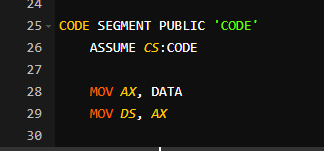 24
25 CODE SEGMENT PUBLIC 'CODE'
26 ASSUME CS:CODE
27
28 MOV AX, DATA
29 MOV DS, AX
30